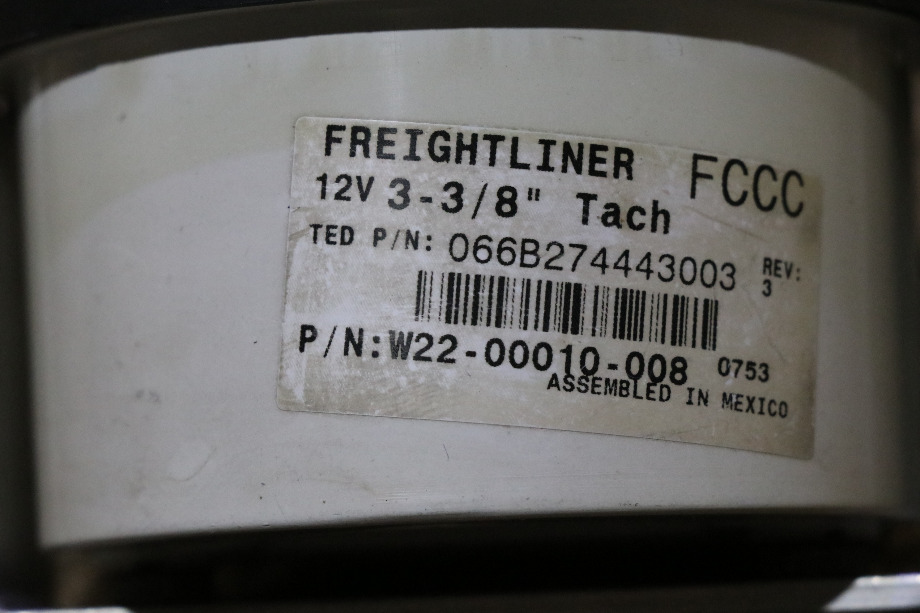 FREIGHTLINER FCCC
12V 3-3/8" Tach
TED P/N: 066B274443003 REV: 3
P/N:W22-00010-008 0753
ASSEMBLED IN MEXICO